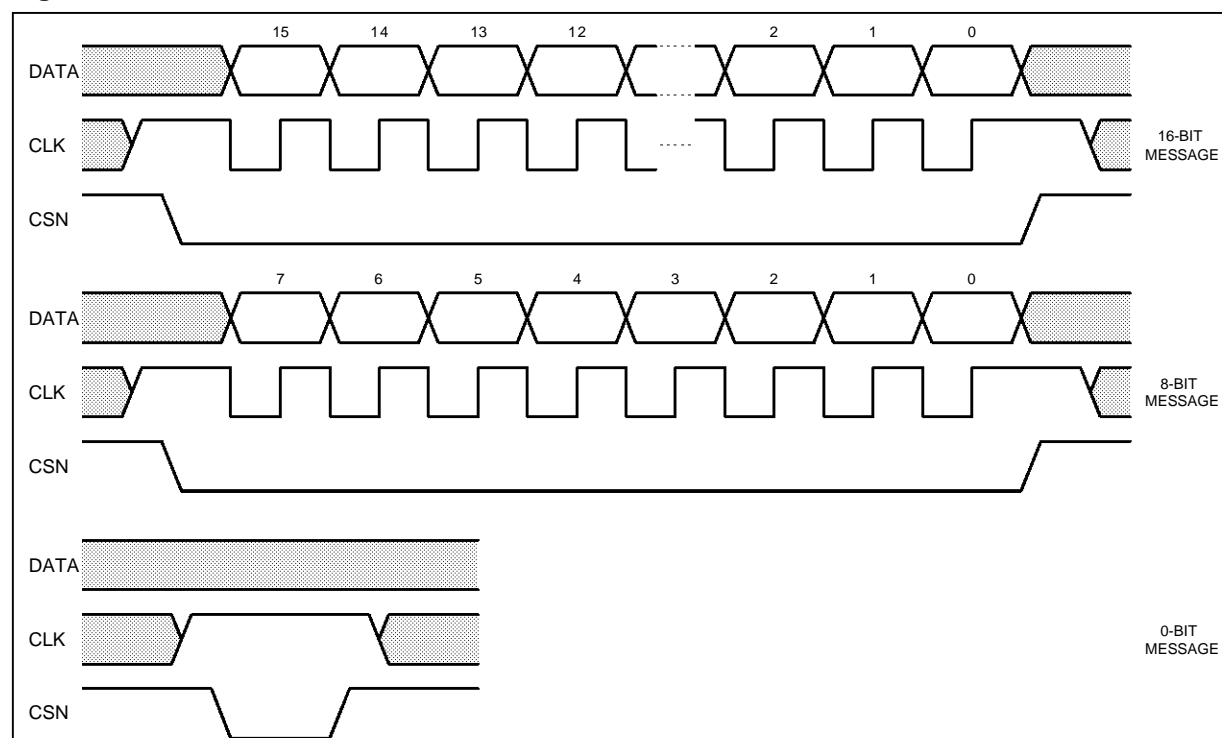 15 14 13 12 2 1 0
DATA
CLK
16-BIT
MESSAGE
CSN
7 6 5 4 3 2 1 0
DATA
CLK
8-BIT
MESSAGE
CSN
DATA
CLK
0-BIT
MESSAGE
CSN